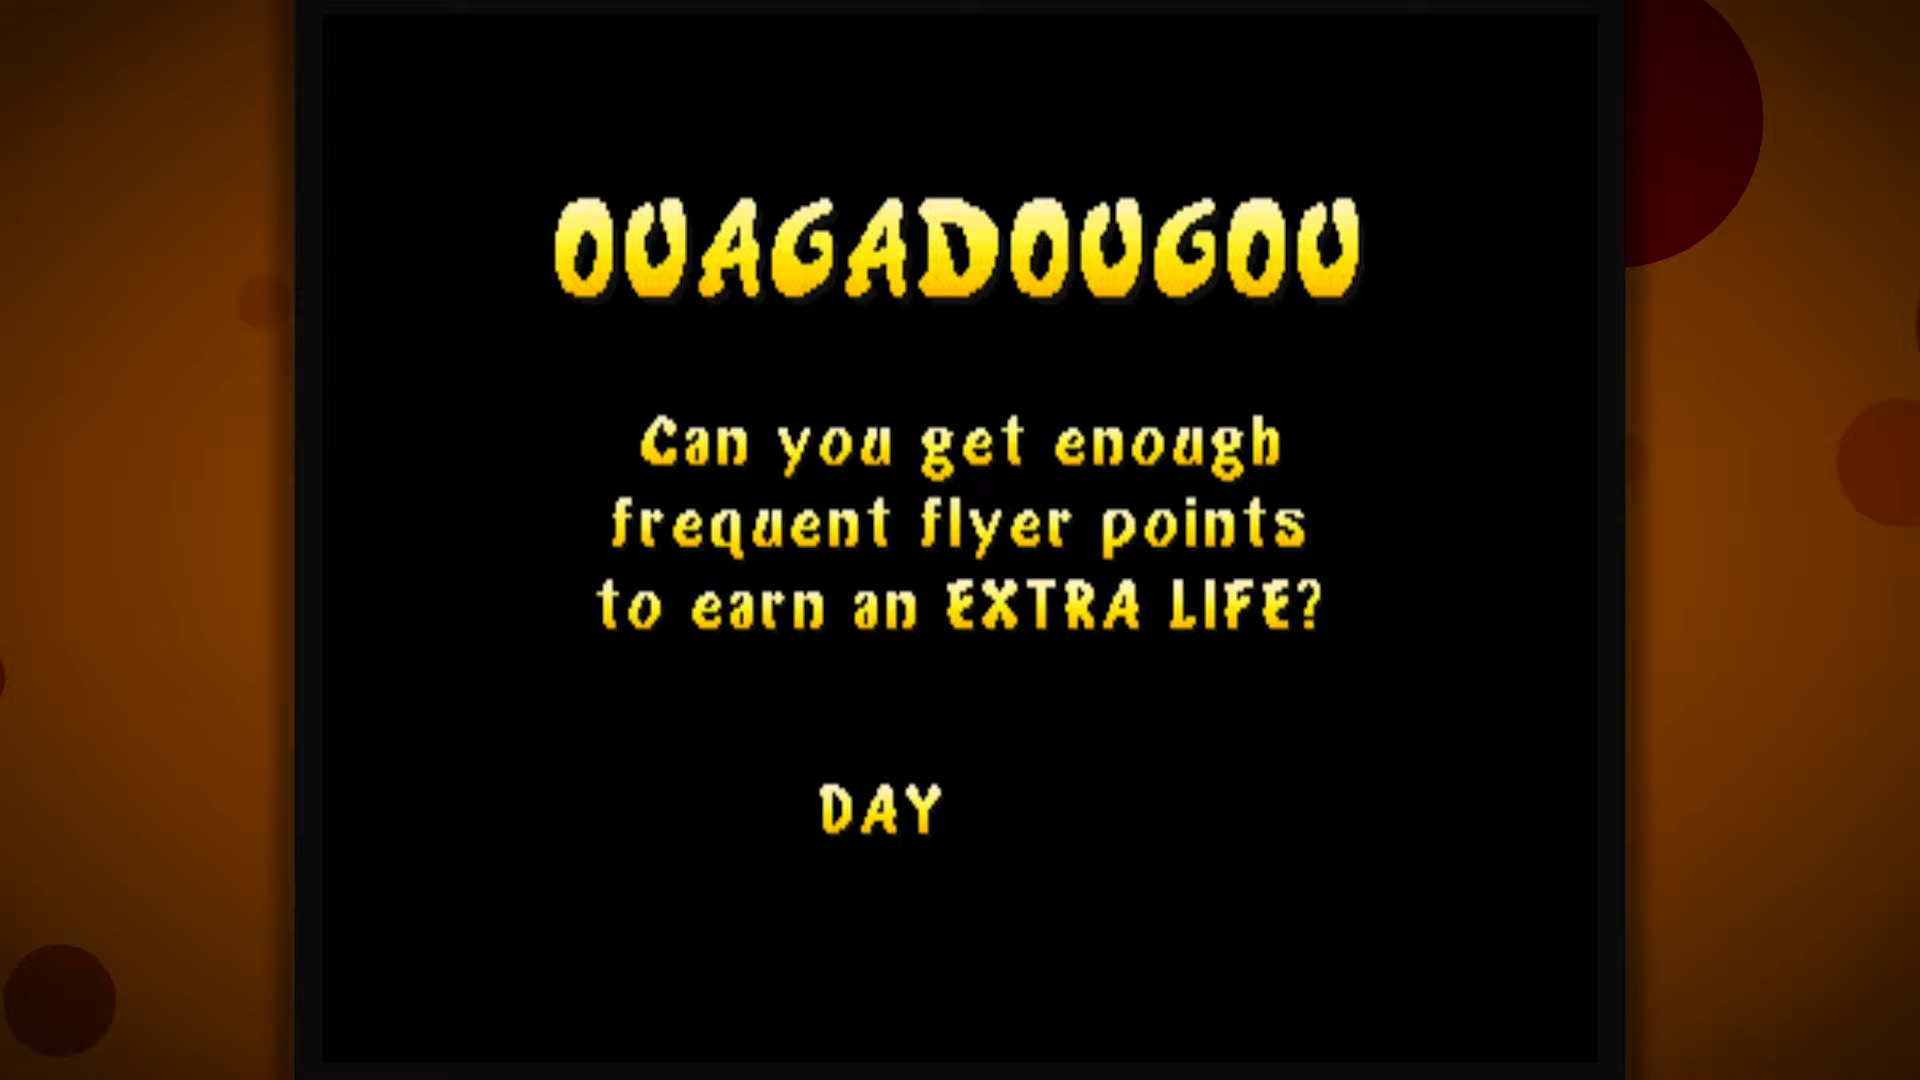 OUAGADOUGOU
Can you get enough
frequent flyer points
to earn an EXTRA LIFE?
DAY